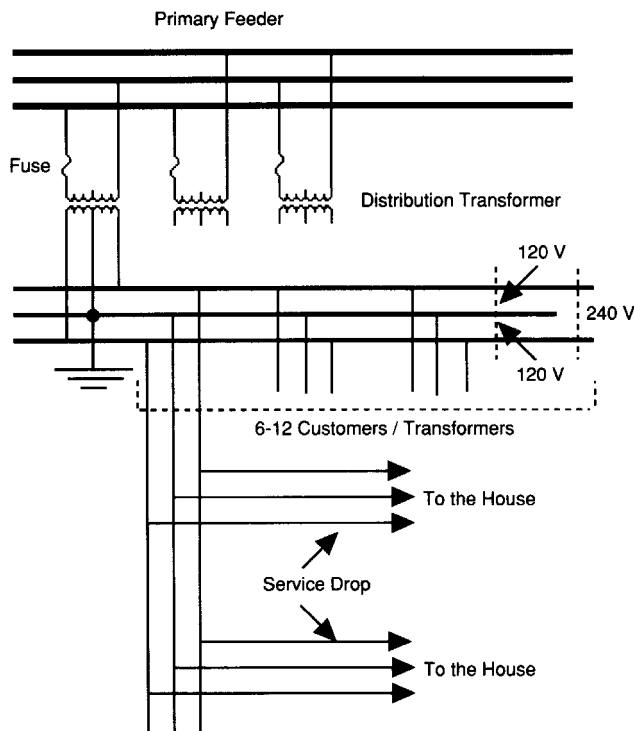 Primary Feeder
Fuse
Distribution Transformer
120 V
240 V
120 V
6-12 Customers / Transformers
To the House
Service Drop
To the House